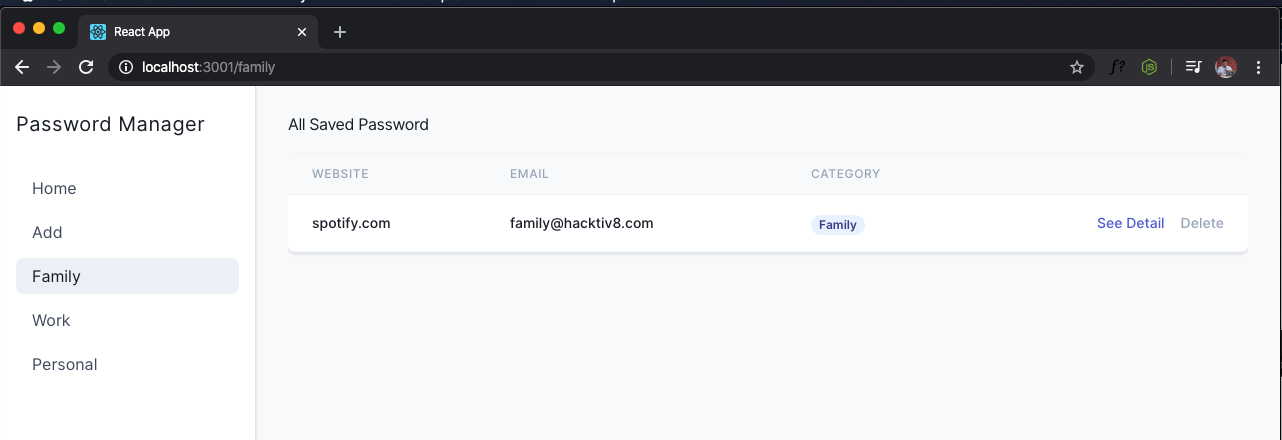 React App
localhost:3001/family
f?
JS
Password Manager
Home
Add
Family
Work
Personal
All Saved Password
WEBSITE EMAIL CATEGORY
spotify.com family@hacktiv8.com Family See Detail Delete